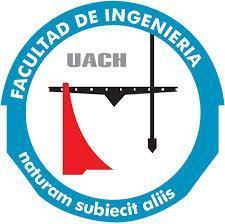 FACULTAD DE INGENIERIA
UACH
naturam subiecit aliis